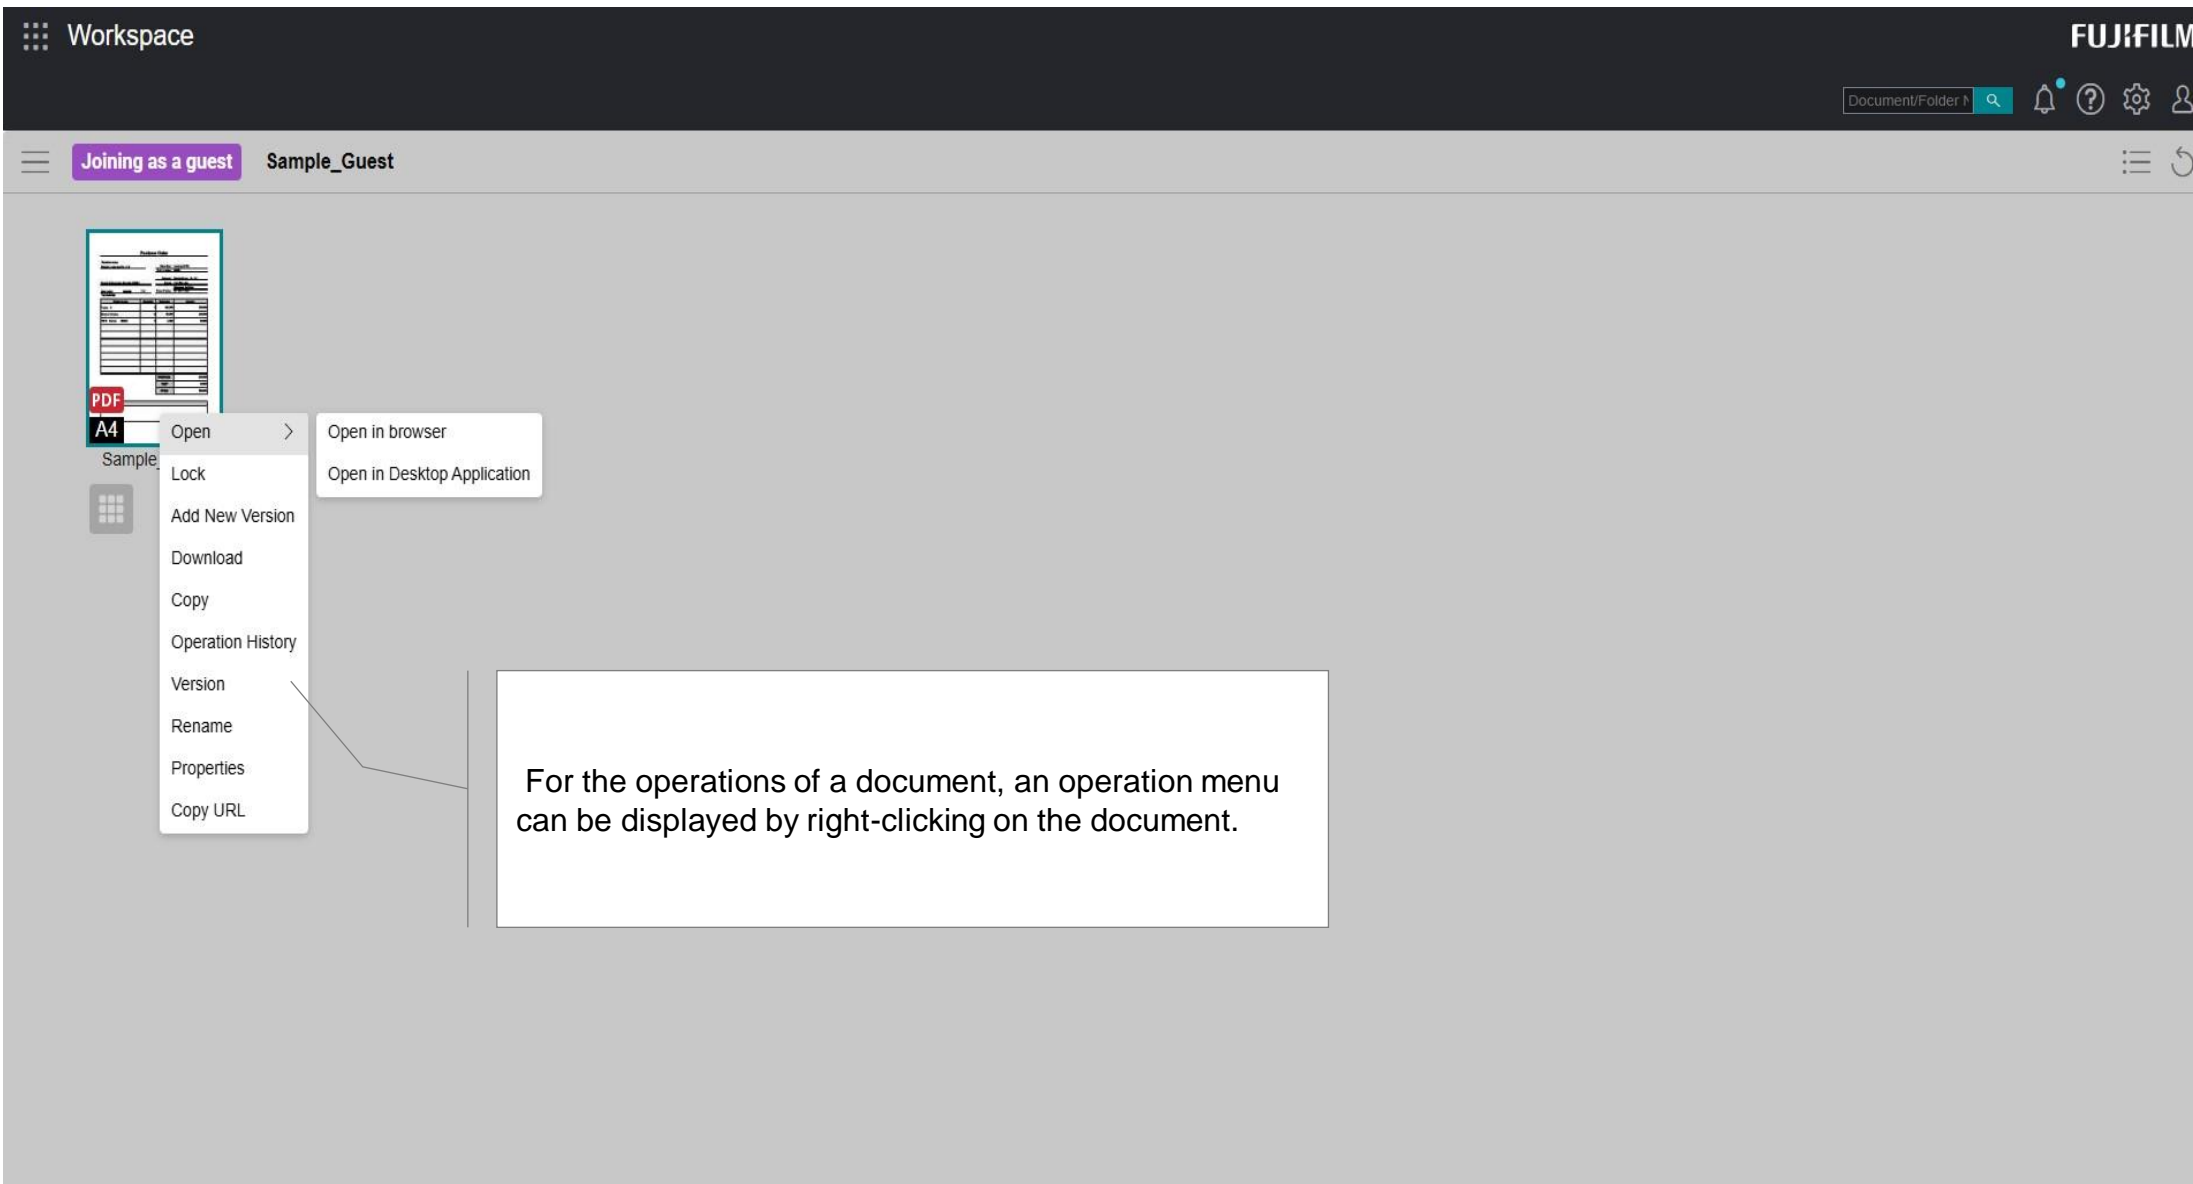 Workspace
FUJIFILM
Document/Folder N
Joining as a guest
Sample_Guest
PDF
A4
Sample_
Open
Open in browser
Open in Desktop Application
Lock
Add New Version
Download
Copy
Operation History
Version
Rename
Properties
Copy URL
For the operations of a document, an operation menu
can be displayed by right-clicking on the document.